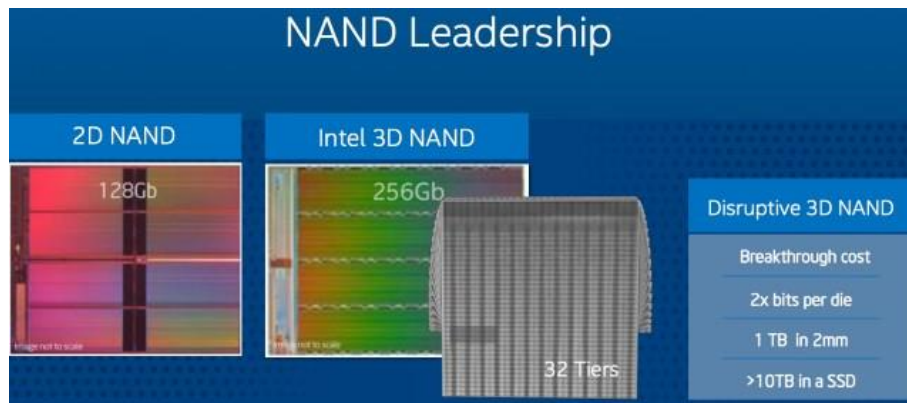 NAND Leadership
2D NAND
128Gb
Image not to scale
Intel 3D NAND
256Gb
Image not to scale
32 Tiers
Disruptive 3D NAND
Breakthrough cost
2x bits per die
1 TB in 2mm
>10TB in a SSD